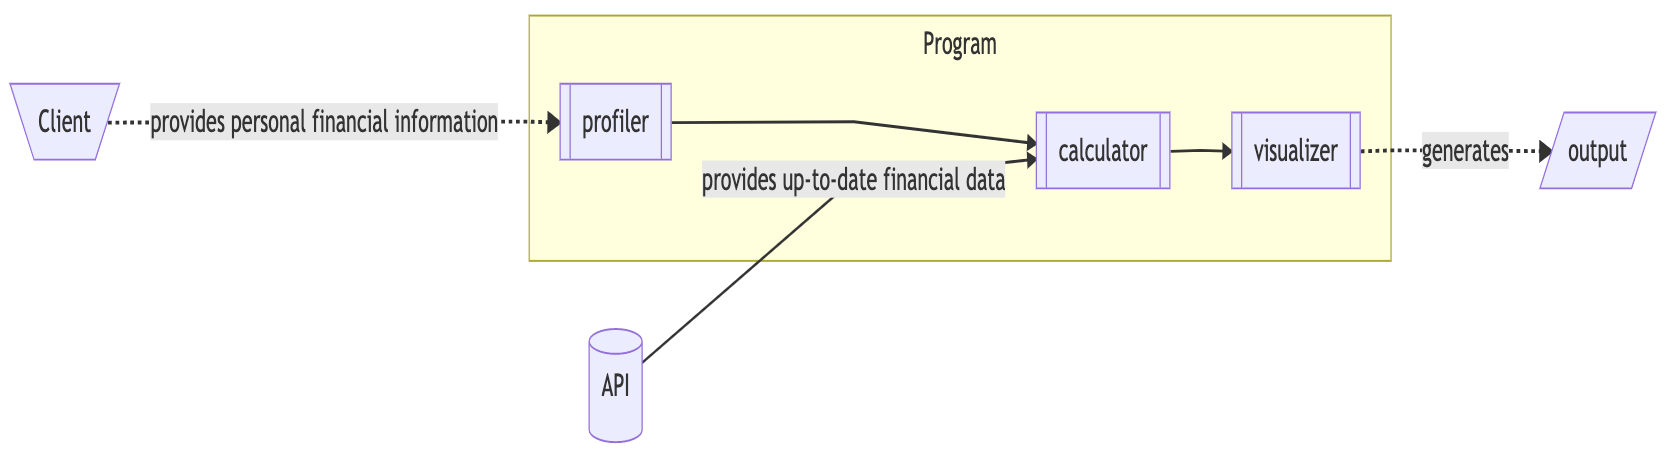 Program
Client
provides personal financial information
profiler
calculator
visualizer
generates
output
provides up-to-date financial data
API